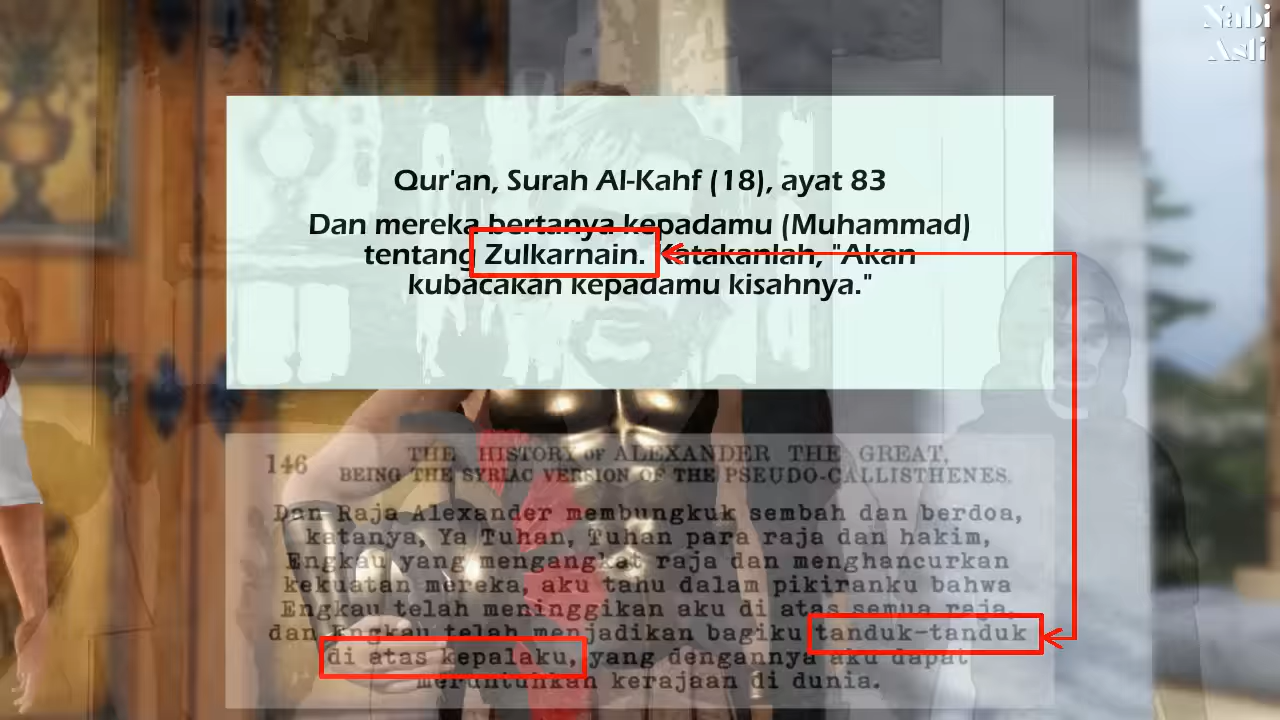 Nabi
Asli
Qur'an, Surah Al-Kahf (18), ayat 83
Dan mereka bertanya kepadamu (Muhammad)
tentang Zulkarnain. Katakanlah, "Akan
kubacakan kepadamu kisahnya."
146 THE HISTORY OF ALEXANDER THE GREAT,
BEING THE SYRIAC VERSION OF THE PSEUDO-CALLISTHENES.
Dan Raja Alexander membungkuk sembah dan berdoa,
katanya, Ya Tuhan, Tuhan para raja dan hakim,
Engkau yang mengangkat raja dan menghancurkan
kekuatan mereka, aku tahu dalam pikiranku bahwa
Engkau telah meninggikan aku di atas semua raja,
dan Engkau telah menjadikan bagiku tanduk-tanduk
di atas kepalaku, yang dengannya aku dapat
meruntuhkan kerajaan di dunia.